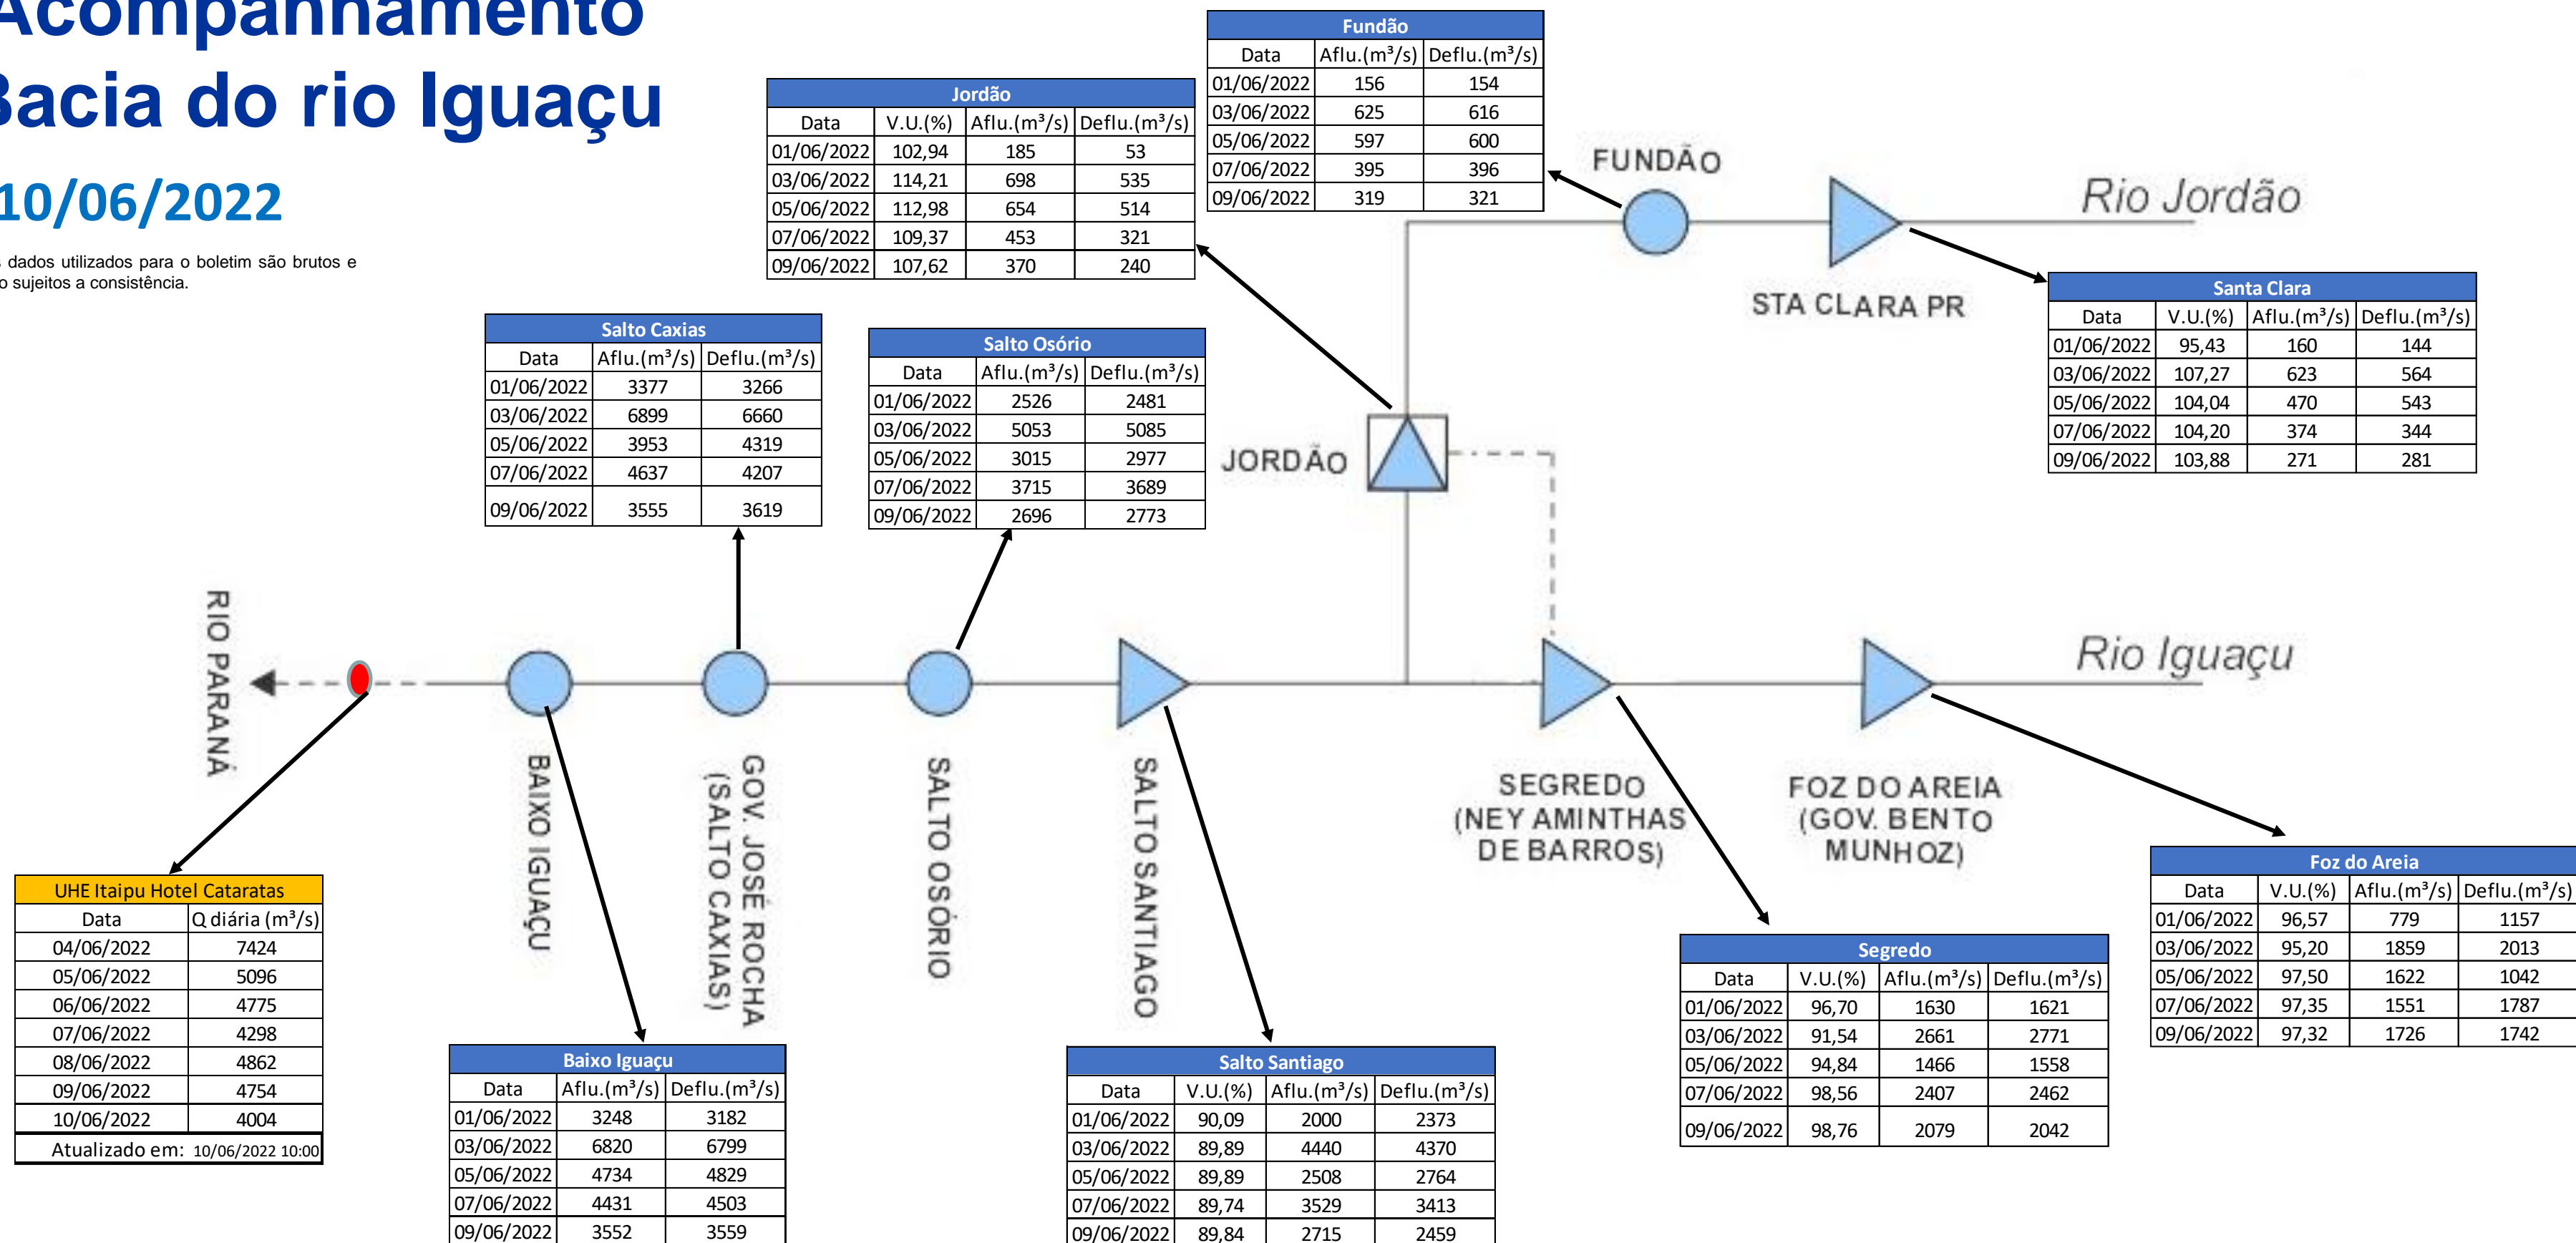 Acompanhamento
Bacia do rio Iguaçu
10/06/2022
dados utilizados para o boletim são brutos e
sujeitos a consistência.
Fundão
Data Aflu.(m³/s) Deflu.(m³/s)
01/06/2022 156 154
03/06/2022 625 616
05/06/2022 597 600
07/06/2022 395 396
09/06/2022 319 321
Jordão
Data V.U.(%) Aflu.(m³/s) Deflu.(m³/s)
01/06/2022 102,94 185 53
03/06/2022 114,21 698 535
05/06/2022 112,98 654 514
07/06/2022 109,37 453 321
09/06/2022 107,62 370 240
FUNDÃO
Rio Jordão
STA CLARA PR
Santa Clara
Data V.U.(%) Aflu.(m³/s) Deflu.(m³/s)
01/06/2022 95,43 160 144
03/06/2022 107,27 623 564
05/06/2022 104,04 470 543
07/06/2022 104,20 374 344
09/06/2022 103,88 271 281
Salto Caxias
Data Aflu.(m³/s) Deflu.(m³/s)
01/06/2022 3377 3266
03/06/2022 6899 6660
05/06/2022 3953 4319
07/06/2022 4637 4207
09/06/2022 3555 3619
Salto Osório
Data Aflu.(m³/s) Deflu.(m³/s)
01/06/2022 2526 2481
03/06/2022 5053 5085
05/06/2022 3015 2977
07/06/2022 3715 3689
09/06/2022 2696 2773
JORDÃO
RIO PARANÁ
Rio Iguaçu
BAIXO IGUAÇU
GOV. JOSÉ ROCHA
(SALTO CAXIAS)
SALTO OSÓRIO
SALTO SANTIAGO
SEGREDO
(NEY AMINTHAS
DE BARROS)
FOZ DO AREIA
(GOV. BENTO
MUNHOZ)
UHE Itaipu Hotel Cataratas
Data Q diária (m³/s)
04/06/2022 7424
05/06/2022 5096
06/06/2022 4775
07/06/2022 4298
08/06/2022 4862
09/06/2022 4754
10/06/2022 4004
Atualizado em: 10/06/2022 10:00
Baixo Iguaçu
Data Aflu.(m³/s) Deflu.(m³/s)
01/06/2022 3248 3182
03/06/2022 6820 6799
05/06/2022 4734 4829
07/06/2022 4431 4503
09/06/2022 3552 3559
Salto Santiago
Data V.U.(%) Aflu.(m³/s) Deflu.(m³/s)
01/06/2022 90,09 2000 2373
03/06/2022 89,89 4440 4370
05/06/2022 89,89 2508 2764
07/06/2022 89,74 3529 3413
09/06/2022 89,84 2715 2459
Segredo
Data V.U.(%) Aflu.(m³/s) Deflu.(m³/s)
01/06/2022 96,70 1630 1621
03/06/2022 91,54 2661 2771
05/06/2022 94,84 1466 1558
07/06/2022 98,56 2407 2462
09/06/2022 98,76 2079 2042
Foz do Areia
Data V.U.(%) Aflu.(m³/s) Deflu.(m³/s)
01/06/2022 96,57 779 1157
03/06/2022 95,20 1859 2013
05/06/2022 97,50 1622 1042
07/06/2022 97,35 1551 1787
09/06/2022 97,32 1726 1742